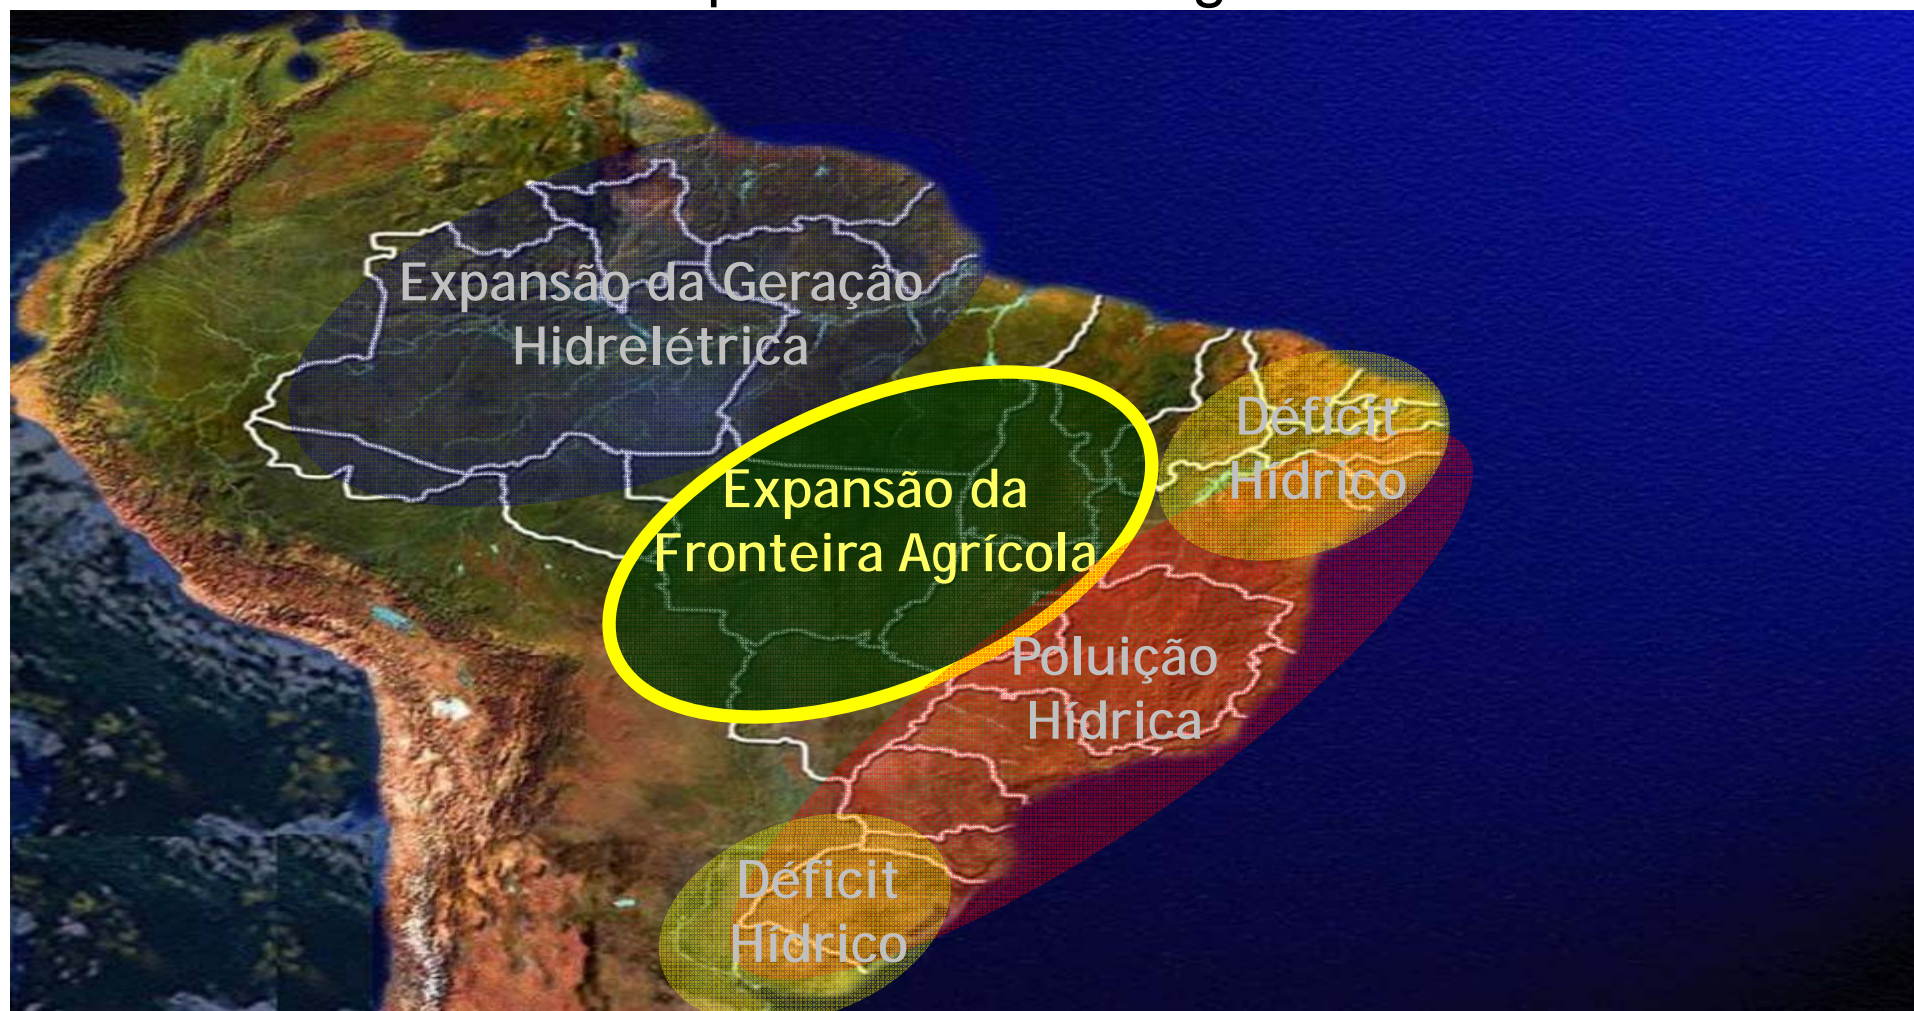 Expansão da Geração
Hidrelétrica
Déficit
Hídrico
Expansão da
Fronteira Agrícola
Poluição
Hídrica
Déficit
Hídrico